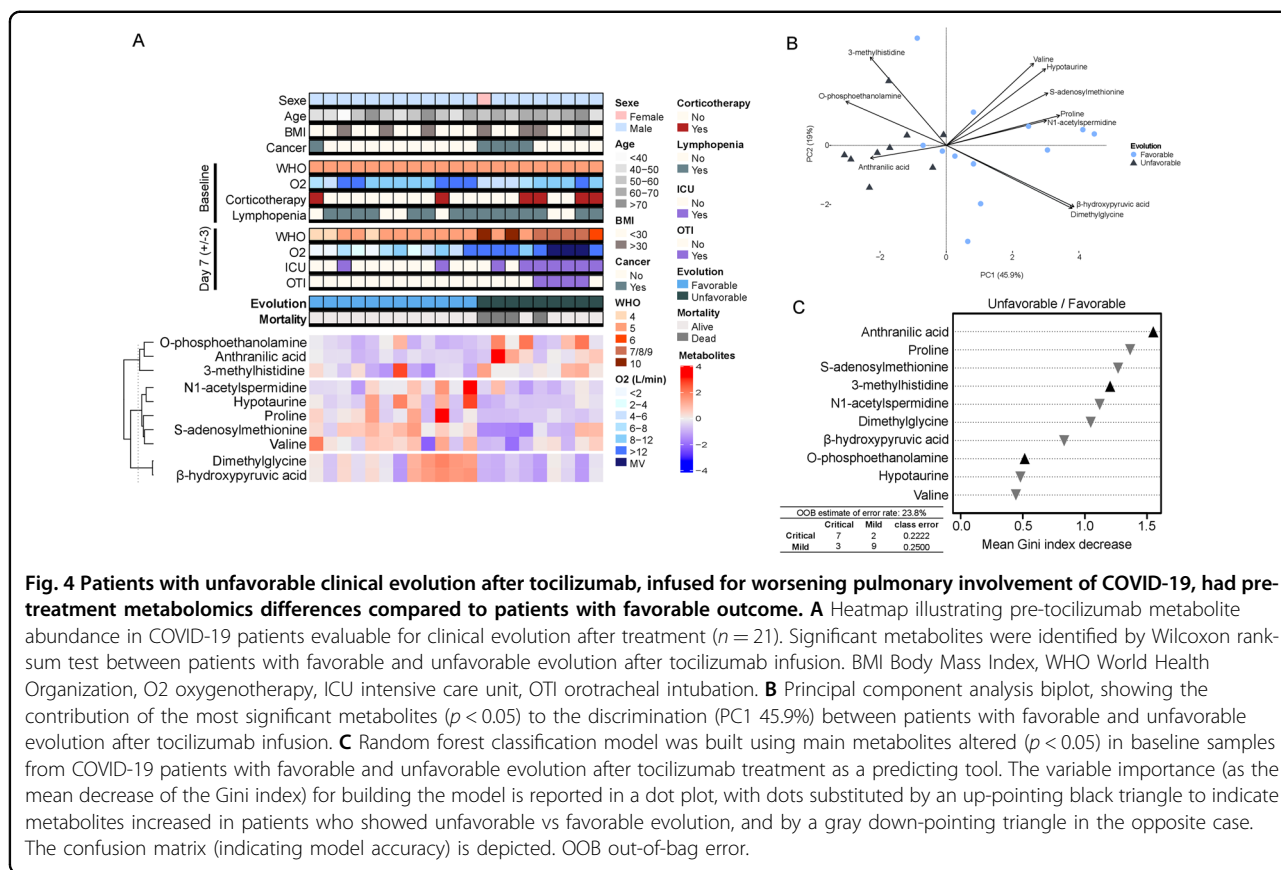 A
Sexe
Age
BMI
Cancer
Baseline
WHO
O2
Corticotherapy
Lymphopenia
Day 7 (+/-3)
WHO
O2
ICU
OTI
Evolution
Mortality
O-phosphoethanolamine
Anthranilic acid
3-methylhistidine
N1-acetylspermidine
Hypotaurine
Proline
S-adenosylmethionine
Valine
Dimethylglycine
β-hydroxypyruvic acid
Sexe
Female
Male
Age
<40
40-50
50-60
60-70
>70
BMI
<30
>30
Cancer
No
Yes
WHO
4
5
6
7/8/9
10
O2 (L/min)
<2
2-4
4-6
6-8
8-12
>12
MV
Corticotherapy
No
Yes
Lymphopenia
No
Yes
ICU
No
Yes
OTI
No
Yes
Evolution
Favorable
Unfavorable
Mortality
Alive
Dead
Metabolites
4
2
0
−2
−4
B
3-methylhistidine
Valine
Hypotaurine
O-phosphoethanolamine
S-adenosylmethionine
Proline
N1-acetylspermidine
Anthranilic acid
β-hydroxypyruvic acid
Dimethylglycine
PC2 (19%)
0
−2
−2
0
2
4
PC1 (45.9%)
Evolution
Favorable
Unfavorable
C
Unfavorable / Favorable
Anthranilic acid
Proline
S-adenosylmethionine
3-methylhistidine
N1-acetylspermidine
Dimethylglycine
β-hydroxypyruvic acid
O-phosphoethanolamine
Hypotaurine
Valine
0.0 0.5 1.0 1.5
Mean Gini index decrease
OOB estimate of error rate: 23.8%
Critical Mild class error
Critical 7 2 0.2222
Mild 3 9 0.2500
Fig. 4 Patients with unfavorable clinical evolution after tocilizumab, infused for worsening pulmonary involvement of COVID-19, had pre-
treatment metabolomics differences compared to patients with favorable outcome. A Heatmap illustrating pre-tocilizumab metabolite
abundance in COVID-19 patients evaluable for clinical evolution after treatment (n = 21). Significant metabolites were identified by Wilcoxon rank-
sum test between patients with favorable and unfavorable evolution after tocilizumab infusion. BMI Body Mass Index, WHO World Health
Organization, O2 oxygenotherapy, ICU intensive care unit, OTI orotracheal intubation. B Principal component analysis biplot, showing the
contribution of the most significant metabolites (p < 0.05) to the discrimination (PC1 45.9%) between patients with favorable and unfavorable
evolution after tocilizumab infusion. C Random forest classification model was built using main metabolites altered (p < 0.05) in baseline samples
from COVID-19 patients with favorable and unfavorable evolution after tocilizumab treatment as a predicting tool. The variable importance (as the
mean decrease of the Gini index) for building the model is reported in a dot plot, with dots substituted by an up-pointing black triangle to indicate
metabolites increased in patients who showed unfavorable vs favorable evolution, and by a gray down-pointing triangle in the opposite case.
The confusion matrix (indicating model accuracy) is depicted. OOB out-of-bag error.